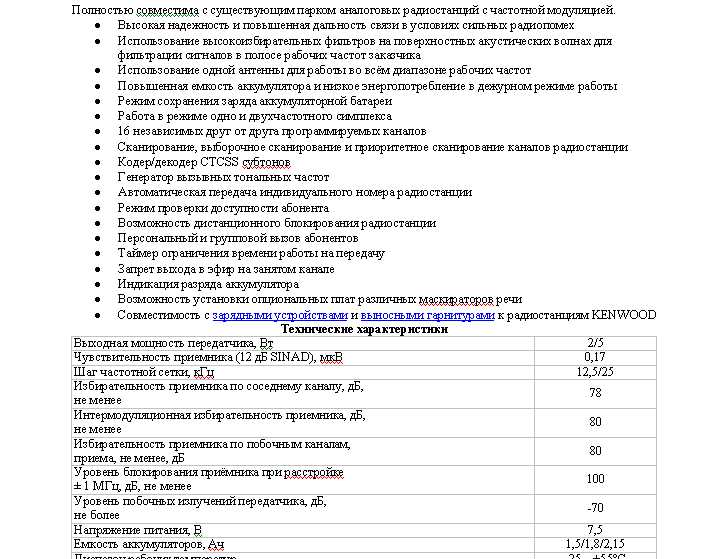 Полностью совместима с существующим парком аналоговых радиостанций с частотной модуляцией.
● Высокая надежность и повышенная дальность связи в условиях сильных радиопомех
● Использование высокоизбирательных фильтров на поверхностных акустических волнах для
фильтрации сигналов в полосе рабочих частот заказчика
● Использование одной антенны для работы во всём диапазоне рабочих частот
● Повышенная емкость аккумулятора и низкое энергопотребление в дежурном режиме работы
● Режим сохранения заряда аккумуляторной батареи
● Работа в режиме одно и двухчастотного симплекса
● 16 независимых друг от друга программируемых каналов
● Сканирование, выборочное сканирование и приоритетное сканирование каналов радиостанции
● Кодер/декодер CTCSS субтонов
● Генератор вызывных тональных частот
● Автоматическая передача индивидуального номера радиостанции
● Режим проверки доступности абонента
● Возможность дистанционного блокирования радиостанции
● Персональный и групповой вызов абонентов
● Таймер ограничения времени работы на передачу
● Запрет выхода в эфир на занятом канале
● Индикация разряда аккумулятора
● Возможность установки опциональных плат различных маскираторов речи
● Совместимость с зарядными устройствами и выносными гарнитурами к радиостанциям KENWOOD
Технические характеристики
Выходная мощность передатчика, Вт 2/5
Чувствительность приемника (12 дБ SINAD), мкВ 0,17
Шаг частотной сетки, кГц 12,5/25
Избирательность приемника по соседнему каналу, дБ,
не менее 78
Интермодуляционная избирательность приемника, дБ,
не менее 80
Избирательность приемника по побочным каналам,
приема, не менее, дБ 80
Уровень блокирования приёмника при расстройке
± 1 МГц, дБ, не менее 100
Уровень побочных излучений передатчика, дБ,
не более -70
Напряжение питания, В 7,5
Емкость аккумуляторов, Ач 1,5/1,8/2,15